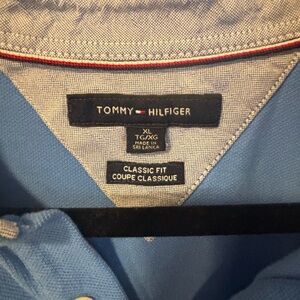 TOMMY HILFIGER
XL
TG/XG
MADE IN
SRI LANKA
CLASSIC FIT
COUPE CLASSIQUE